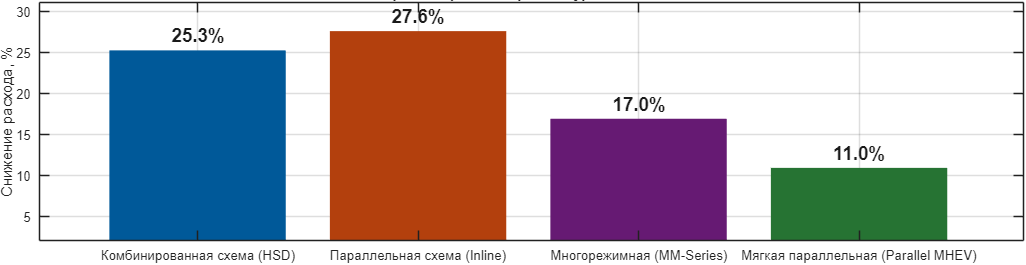 Снижение расхода, %
30
25
20
15
10
5
25.3%
27.6%
17.0%
11.0%
Комбинированная схема (HSD)
Параллельная схема (Inline)
Многорежимная (MM-Series)
Мягкая параллельная (Parallel MHEV)